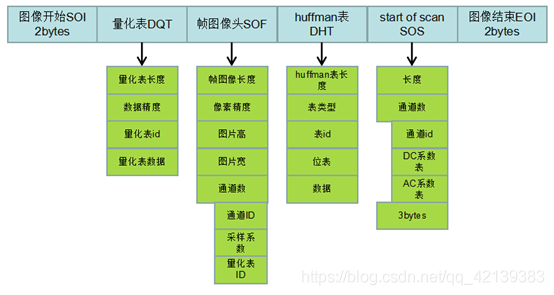 图像开始SOI
2bytes
量化表DQT
帧图像头SOF
huffman表
DHT
start of scan
SOS
图像结束EOI
2bytes
量化表长度
数据精度
量化表id
量化表数据
帧图像长度
像素精度
图片高
图片宽
通道数
通道ID
采样系
数
量化表
ID
huffman表长
度
表类型
表id
位表
数据
长度
通道数
通道id
DC系数
表
AC系数
表
3bytes
https://blog.csdn.net/qq_42139383